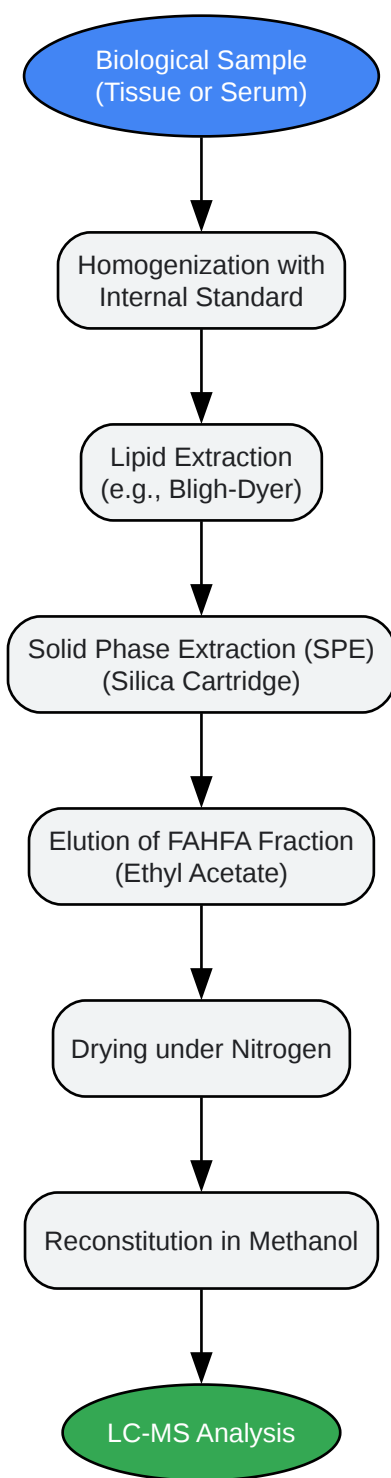 Biological Sample
(Tissue or Serum)
Homogenization with
Internal Standard
Lipid Extraction
(e.g., Bligh-Dyer)
Solid Phase Extraction (SPE)
(Silica Cartridge)
Elution of FAHFA Fraction
(Ethyl Acetate)
Drying under Nitrogen
Reconstitution in Methanol
LC-MS Analysis